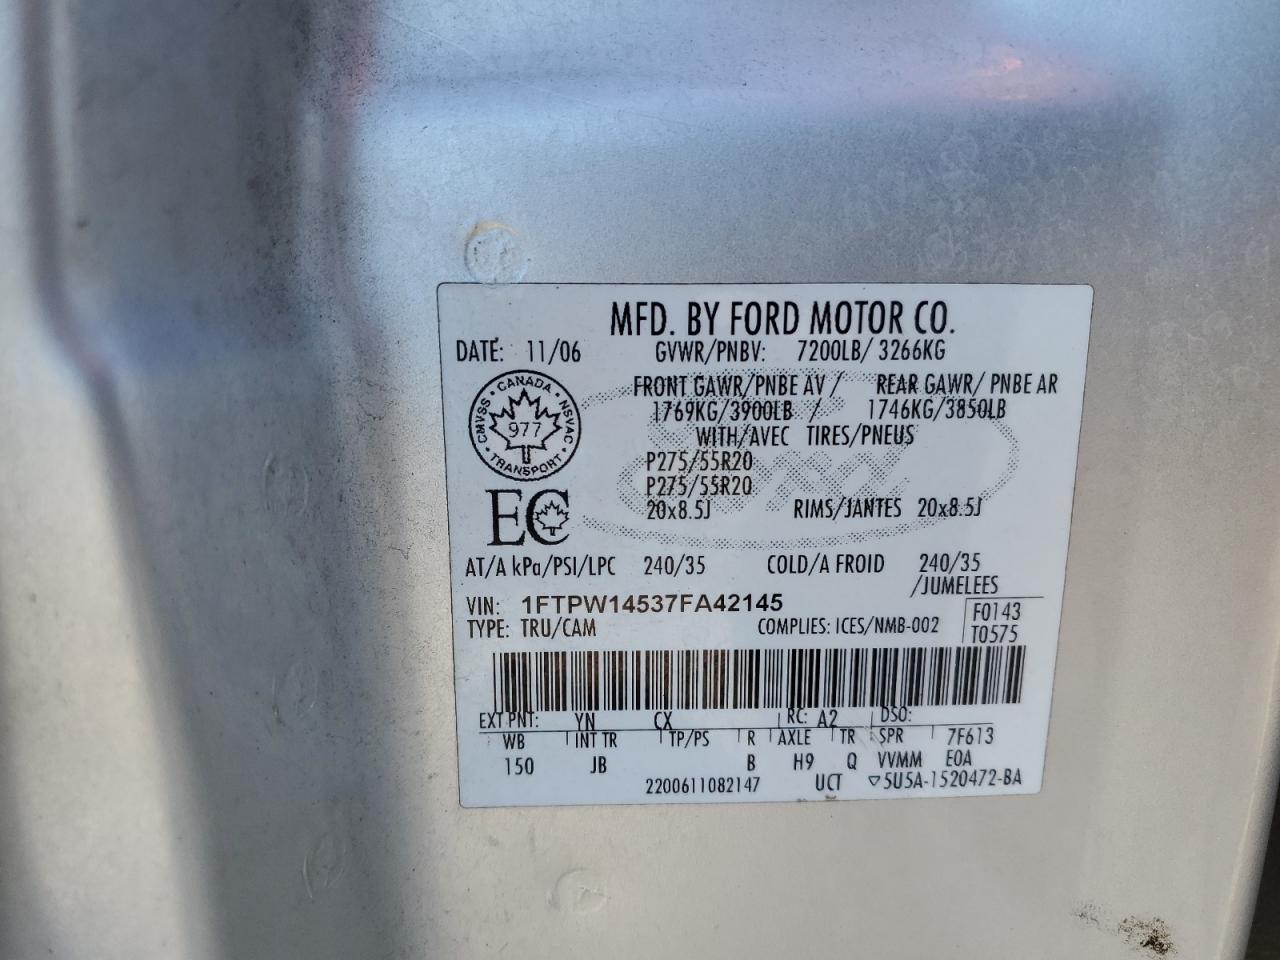 MFD. BY FORD MOTOR CO.
DATE: 11/06 GVWR/PNBV: 7200LB/ 3266KG
FRONT GAWR/PNBE AV / REAR GAWR/ PNBE AR
1769KG/3900LB / 1746KG/3850LB
WITH/AVEC TIRES/PNEUS
P275/55R20
P275/55R20
20x8.5J RIMS/JANTES 20x8.5J
CANADA
CMVSS NSVAC
977
TRANSPORT
EC
AT/A kPa/PSI/LPC 240/35 COLD/A FROID 240/35
/JUMELEES
VIN: 1FTPW14537FA42145
TYPE: TRU/CAM COMPLIES: ICES/NMB-002
F0143
T0575
EXT PNT: YN CX RC: A2 DSO:
WB INT TR TP/PS R AXLE TR SPR 7F613
150 JB B H9 Q VVMM EOA
2200611082147 UCT ▽5U5A-1520472-BA